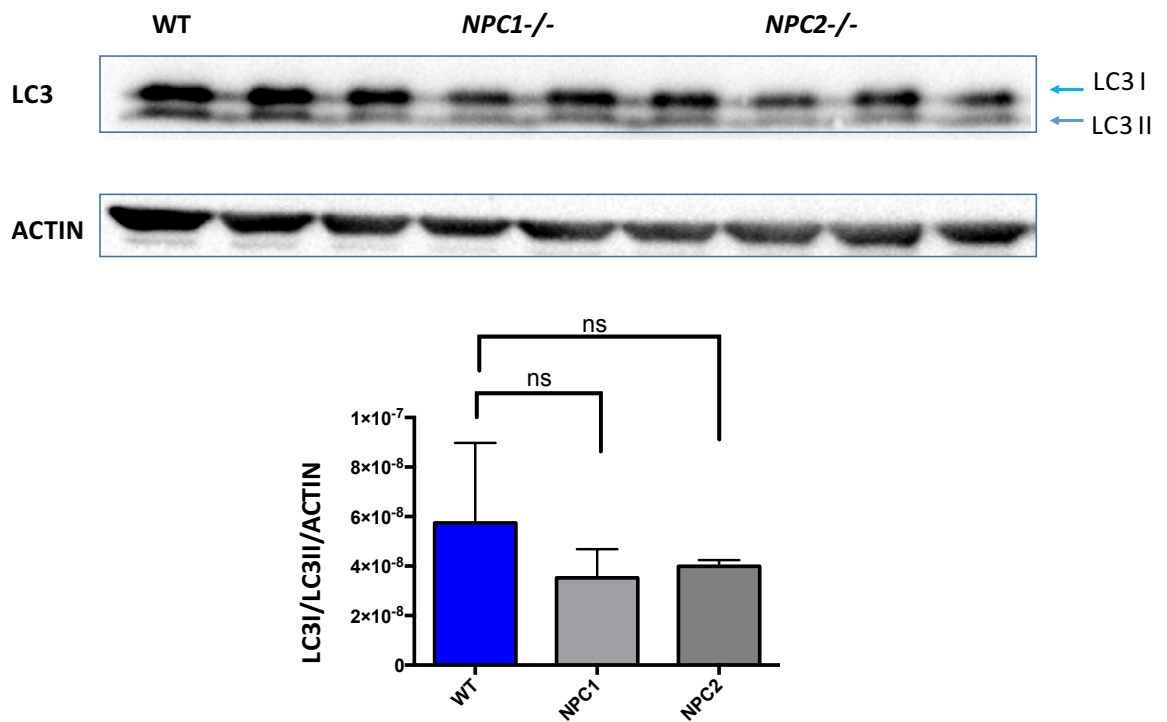 WT NPC1-/- NPC2-/-
LC3
LC3 I
LC3 II
ACTIN
ns
ns
LC3I/LC3II/ACTIN
1×10-7
8×10-8
6×10-8
4×10-8
2×10-8
0
WT NPC1 NPC2